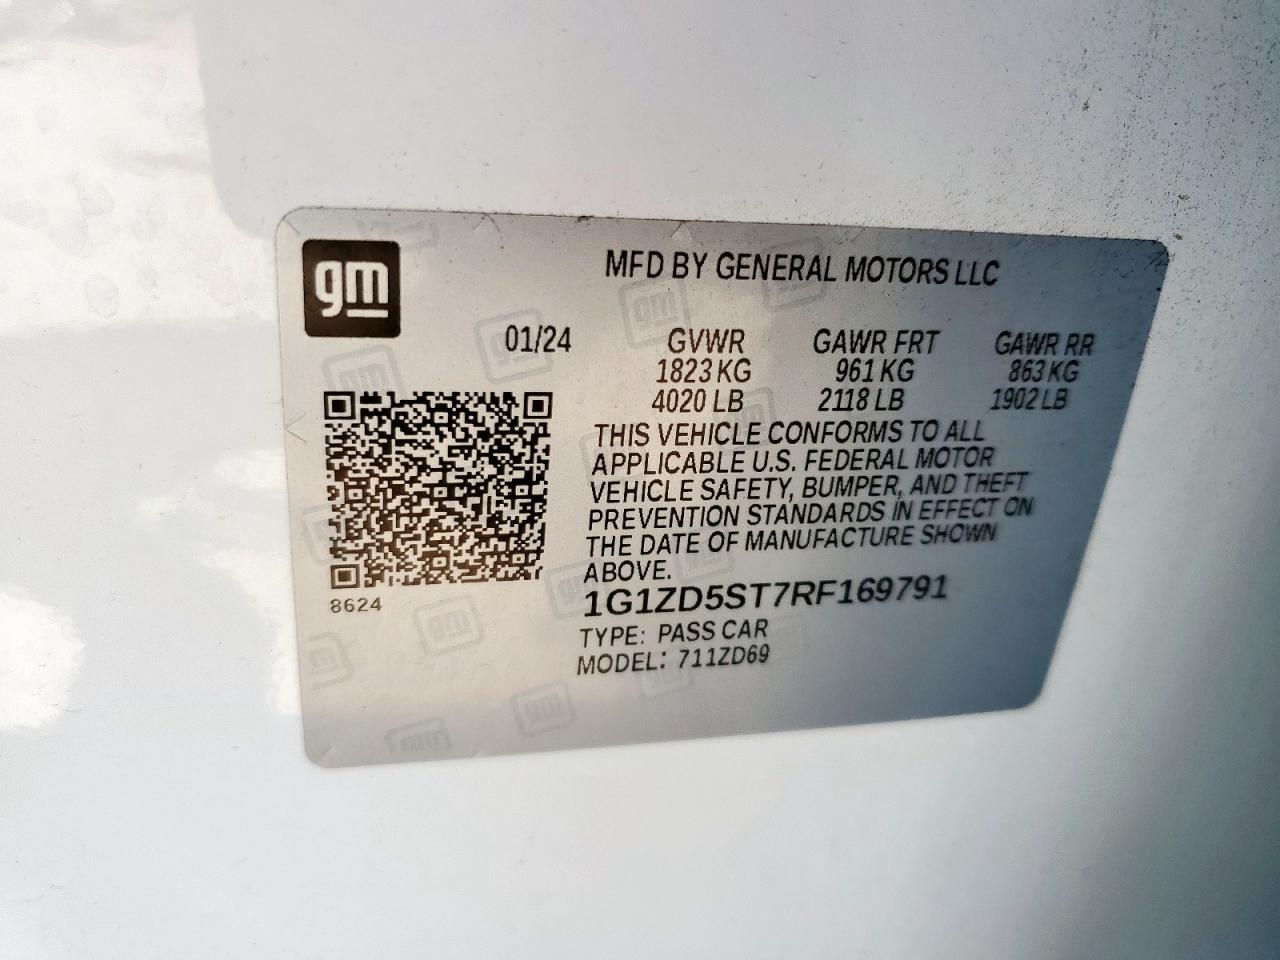 gm
MFD BY GENERAL MOTORS LLC
01/24 GVWR GAWR FRT GAWR RR
1823 KG 961 KG 863 KG
4020 LB 2118 LB 1902 LB
THIS VEHICLE CONFORMS TO ALL
APPLICABLE U.S. FEDERAL MOTOR
VEHICLE SAFETY, BUMPER, AND THEFT
PREVENTION STANDARDS IN EFFECT ON
THE DATE OF MANUFACTURE SHOWN
ABOVE.
8624
1G1ZD5ST7RF169791
TYPE: PASS CAR
MODEL: 711ZD69